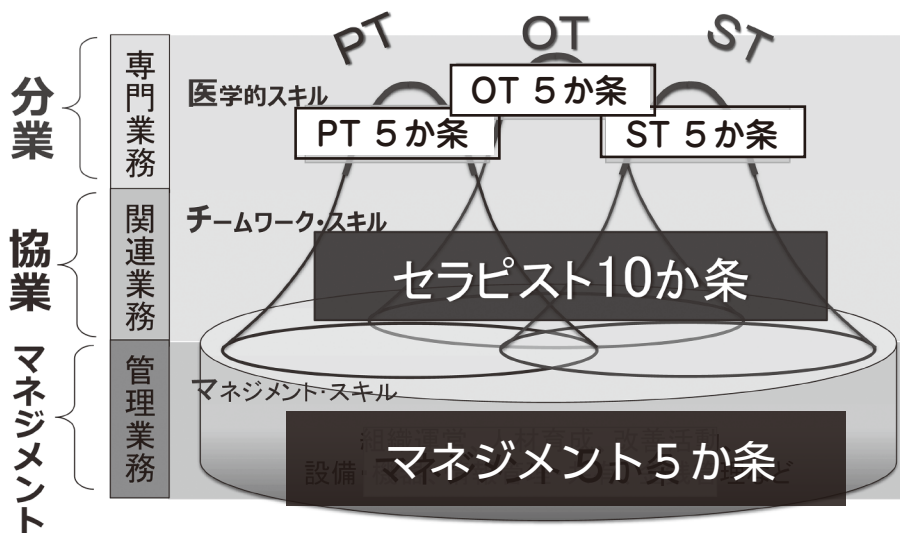 PT
OT
ST
分業
専門業務
医学的スキル
OT 5か条
PT 5か条
ST 5か条
協業
関連業務
チームワーク・スキル
セラピスト10か条
マネジメント
管理業務
マネジメント・スキル
マネジメント5か条
設備